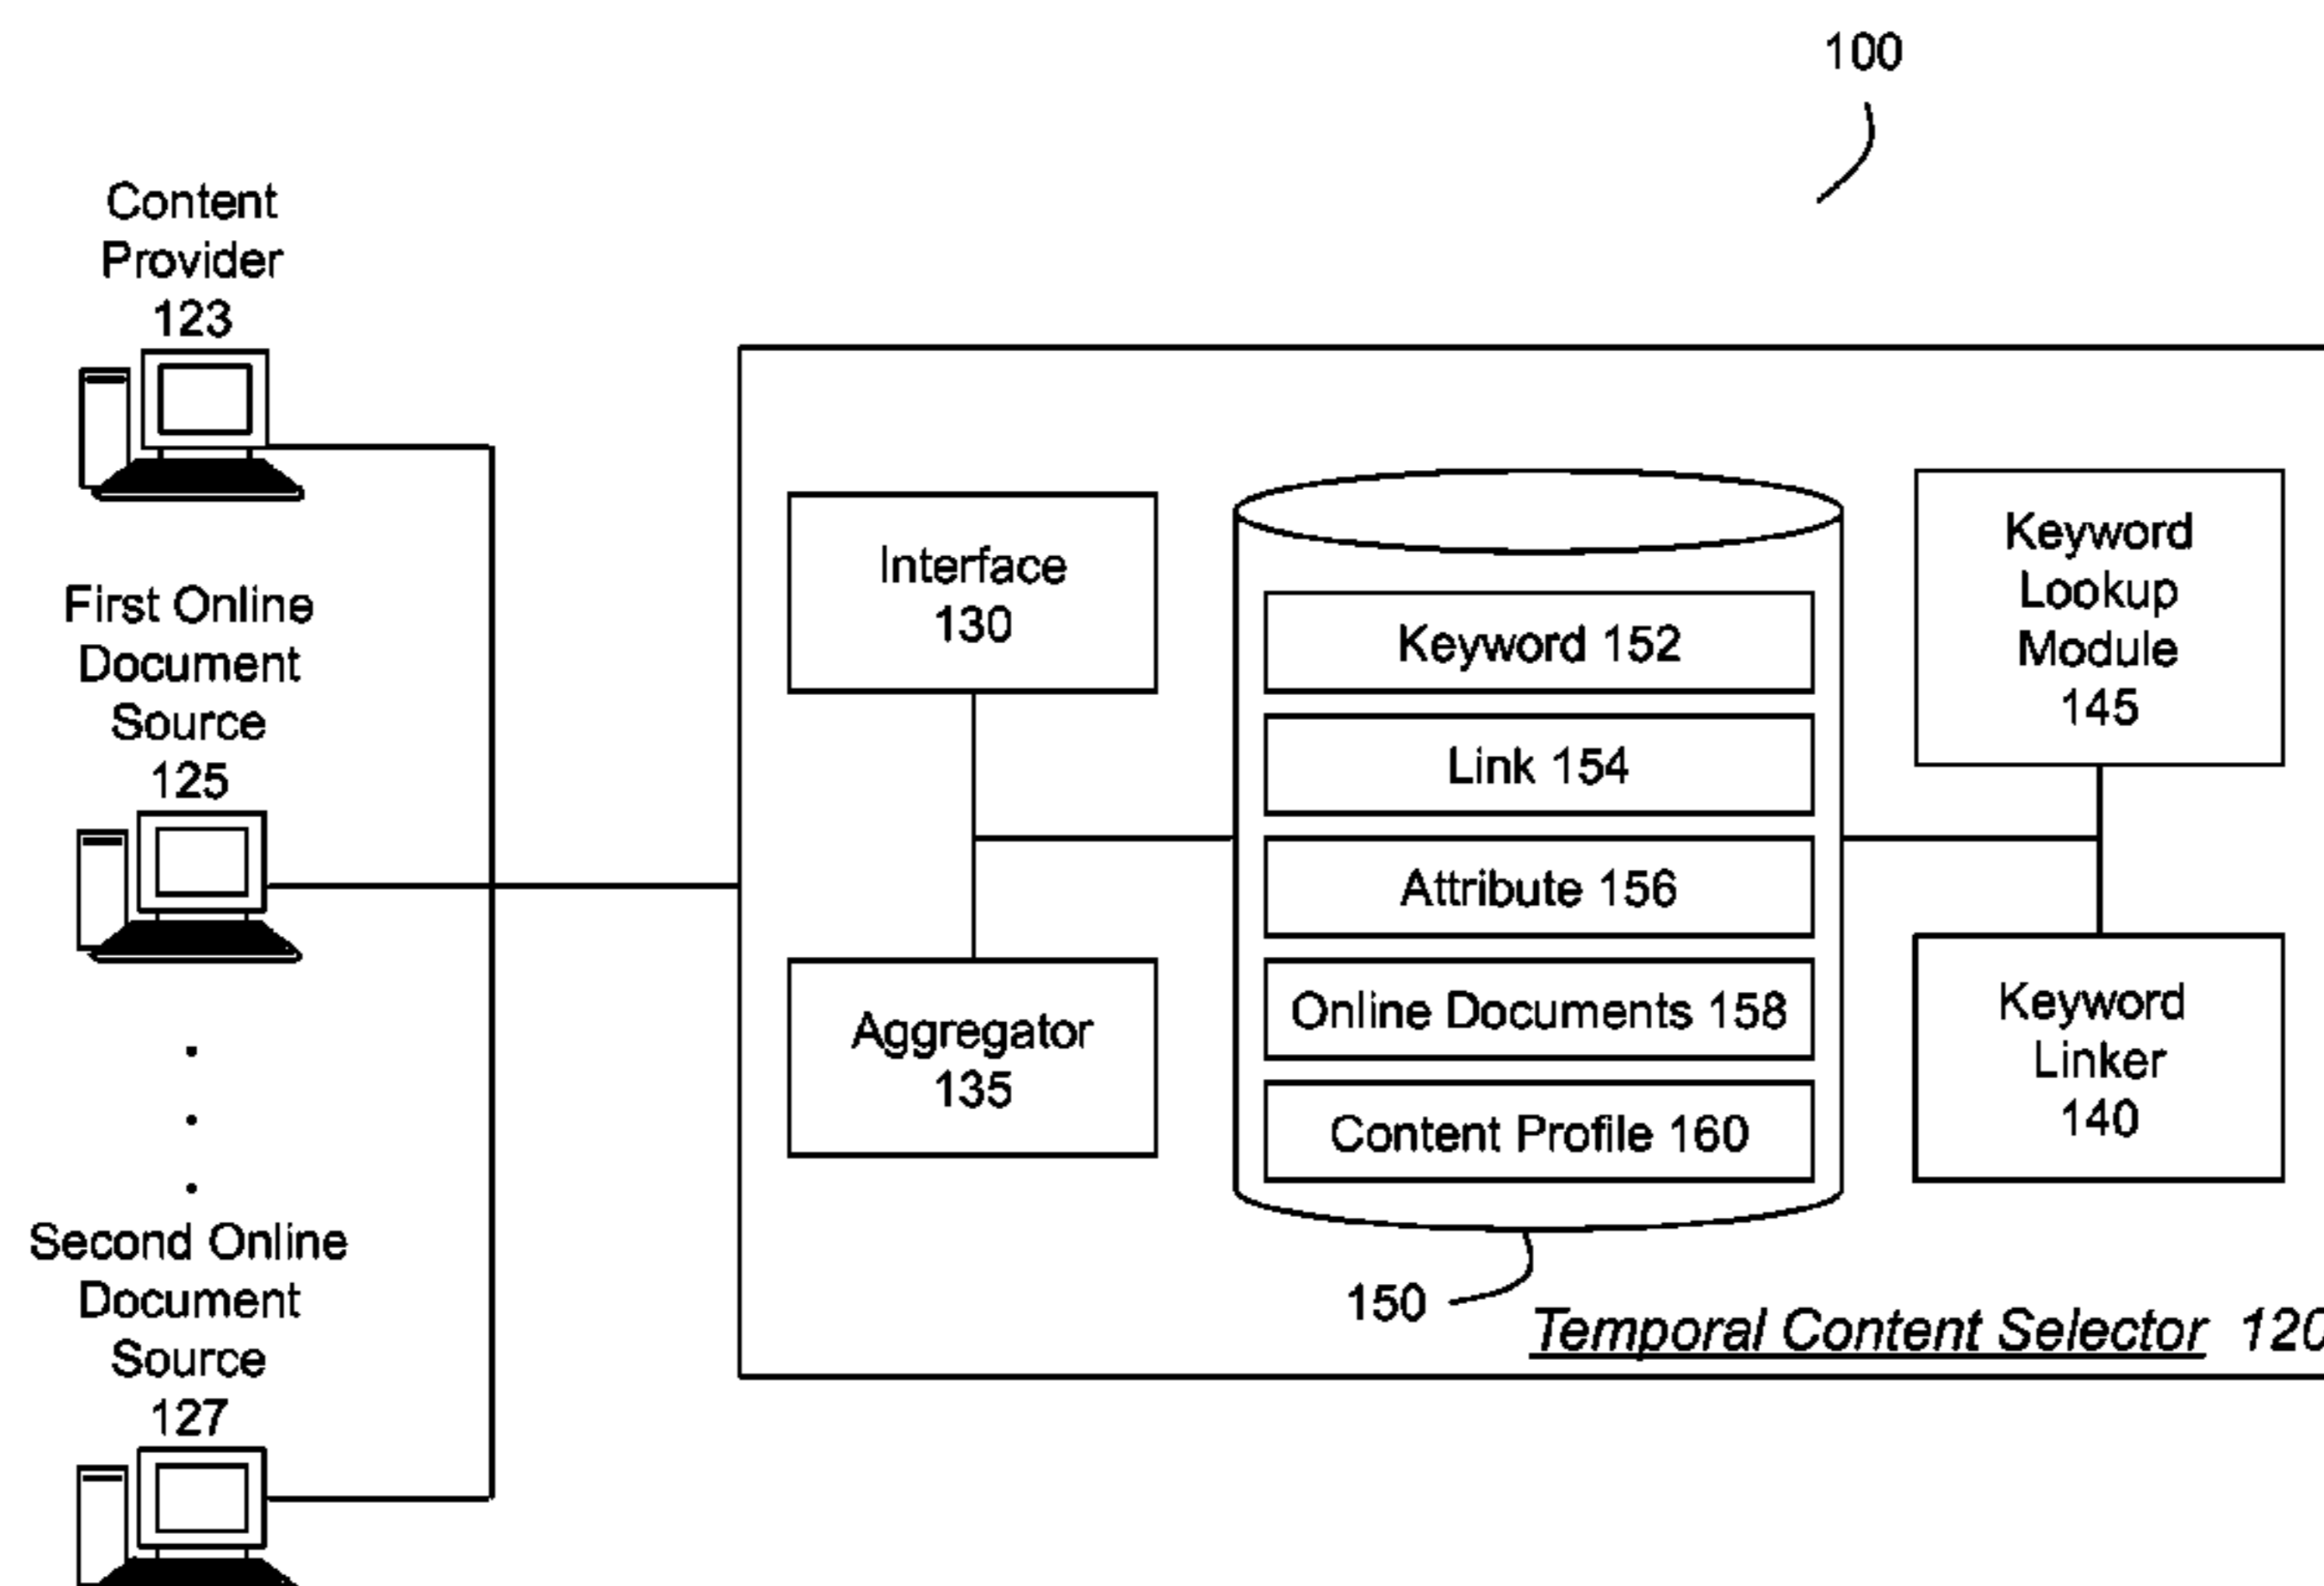 100
Content
Provider
123
First Online
Document
Source
125
Second Online
Document
Source
127
Interface
130
Aggregator
135
Keyword 152
Link 154
Attribute 156
Online Documents 158
Content Profile 160
150
Keyword
Lookup
Module
145
Keyword
Linker
140
Temporal Content Selector 120